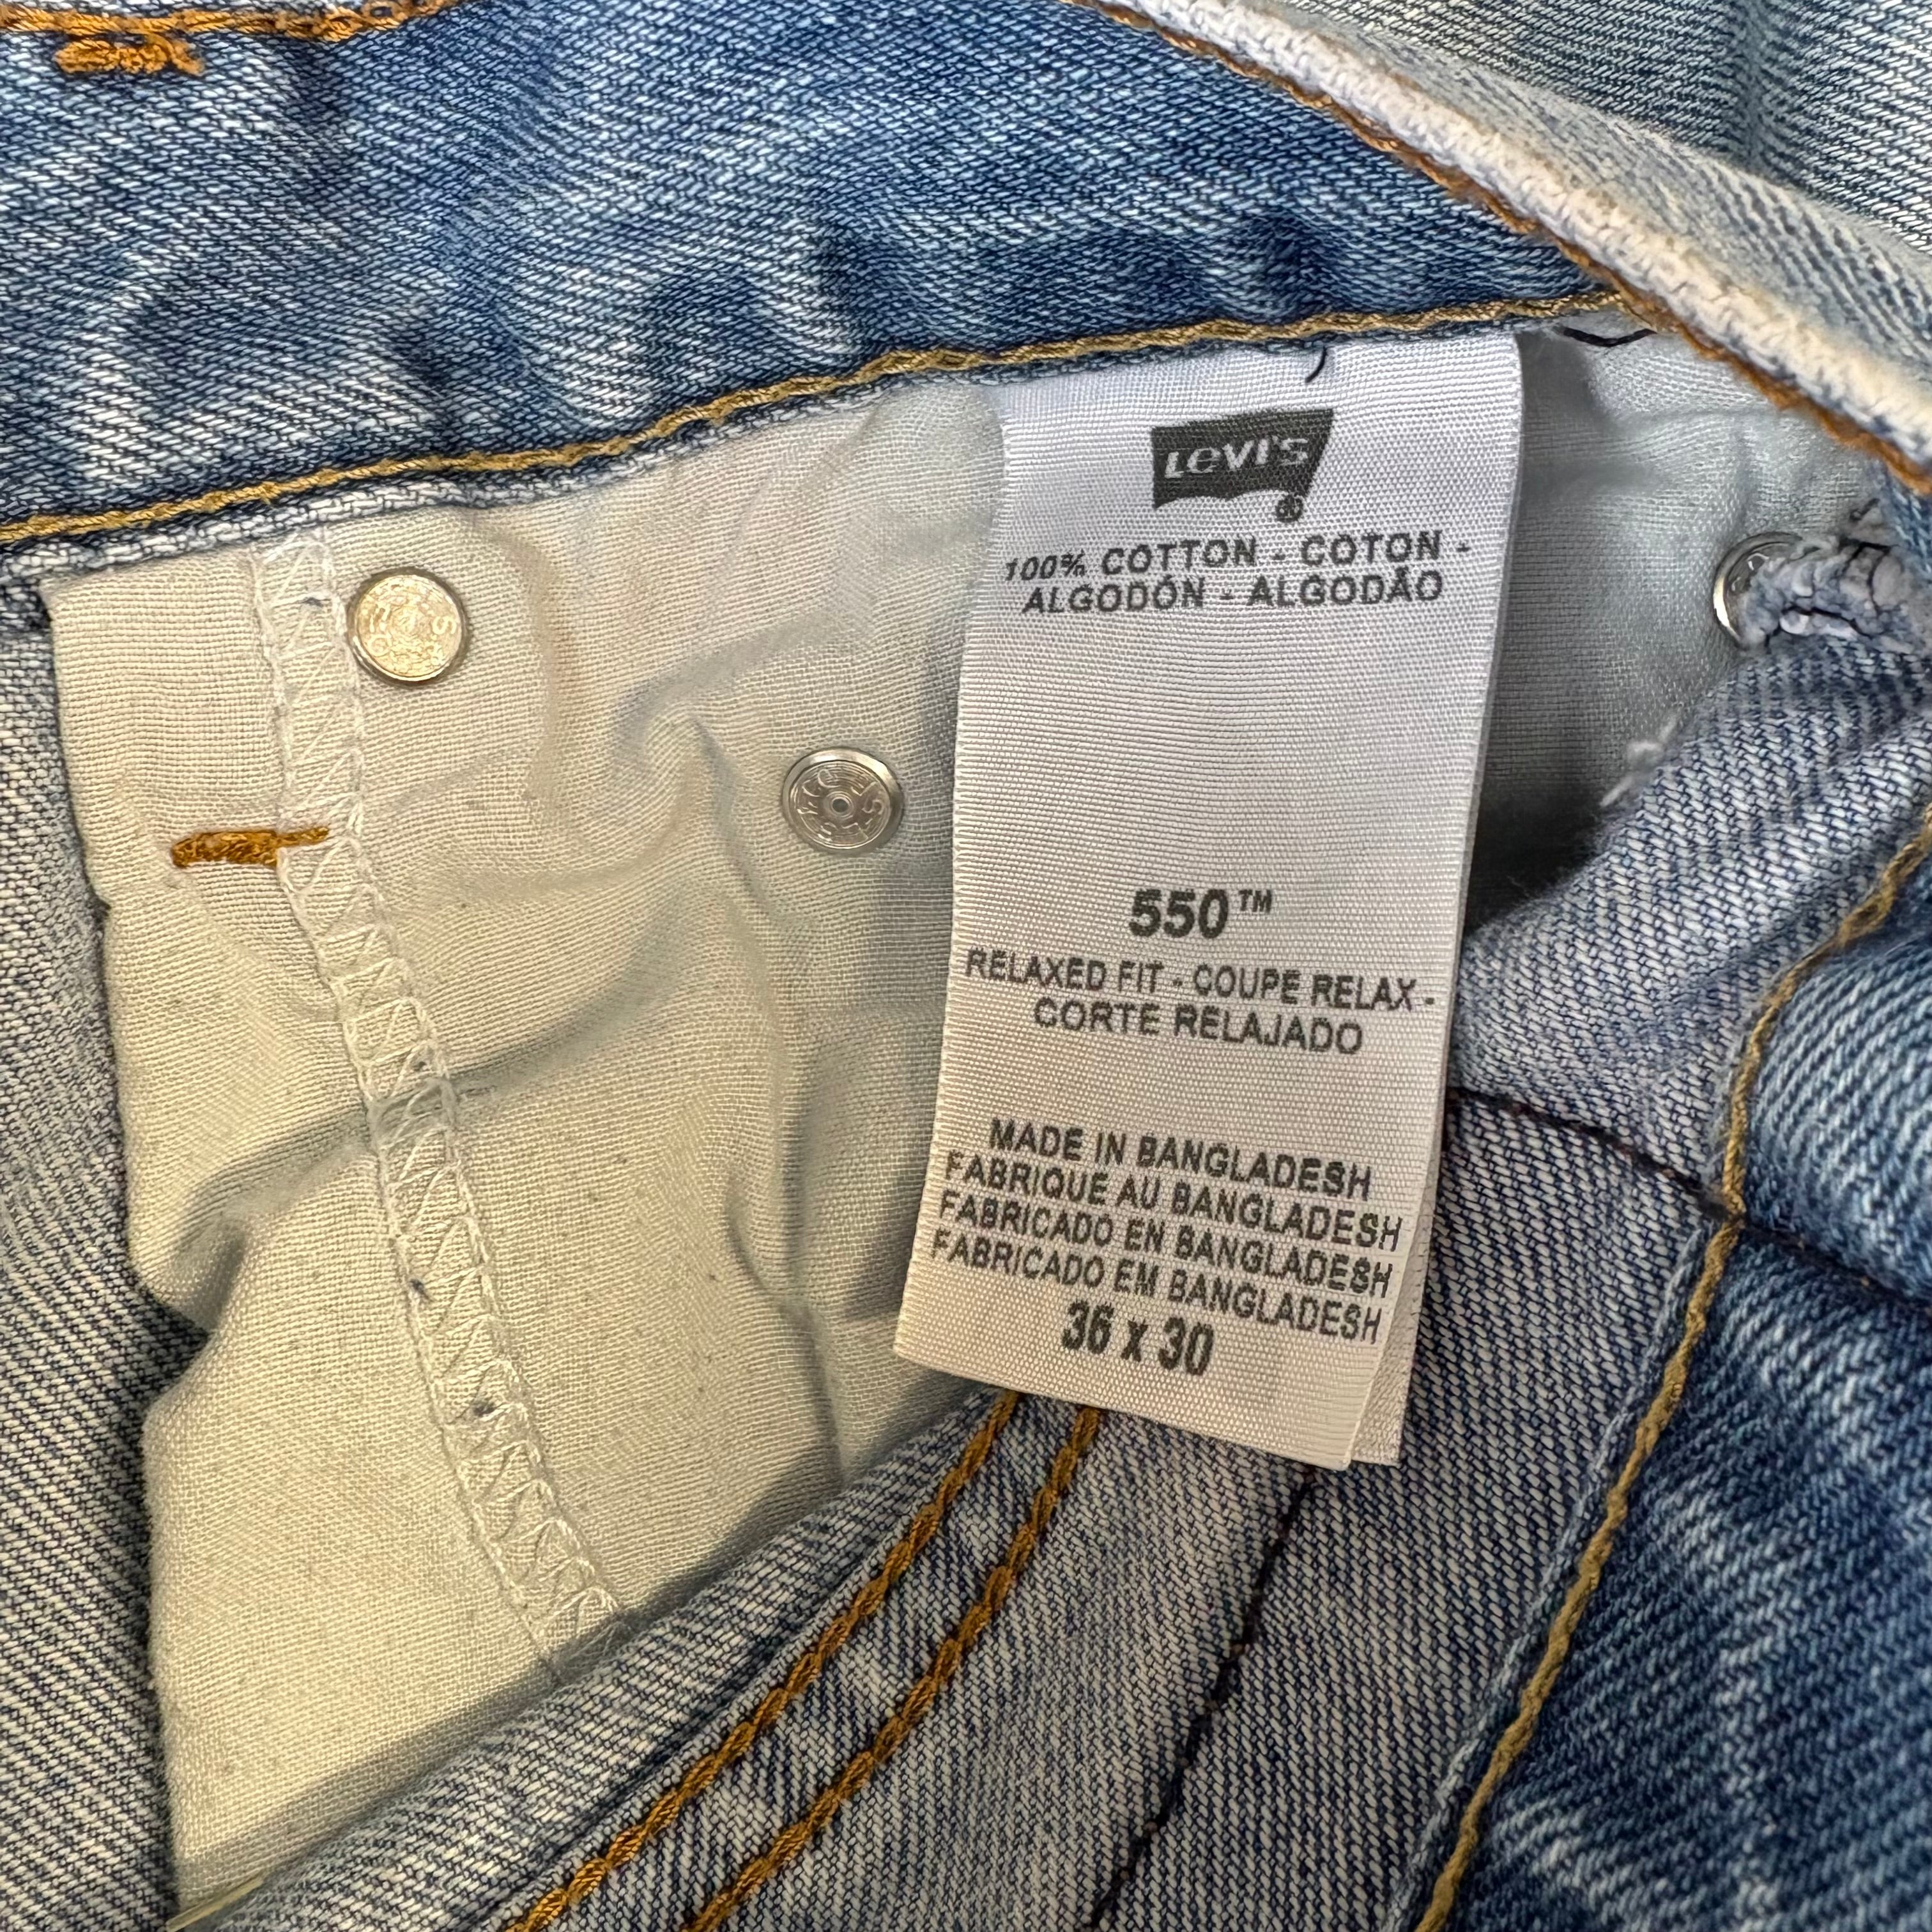 Levi's
®
100% COTTON - COTON -
ALGODÓN - ALGODÃO
550™
RELAXED FIT - COUPE RELAX -
CORTE RELAJADO
MADE IN BANGLADESH
FABRIQUE AU BANGLADESH
FABRICADO EN BANGLADESH
FABRICADO EM BANGLADESH
36 x 30